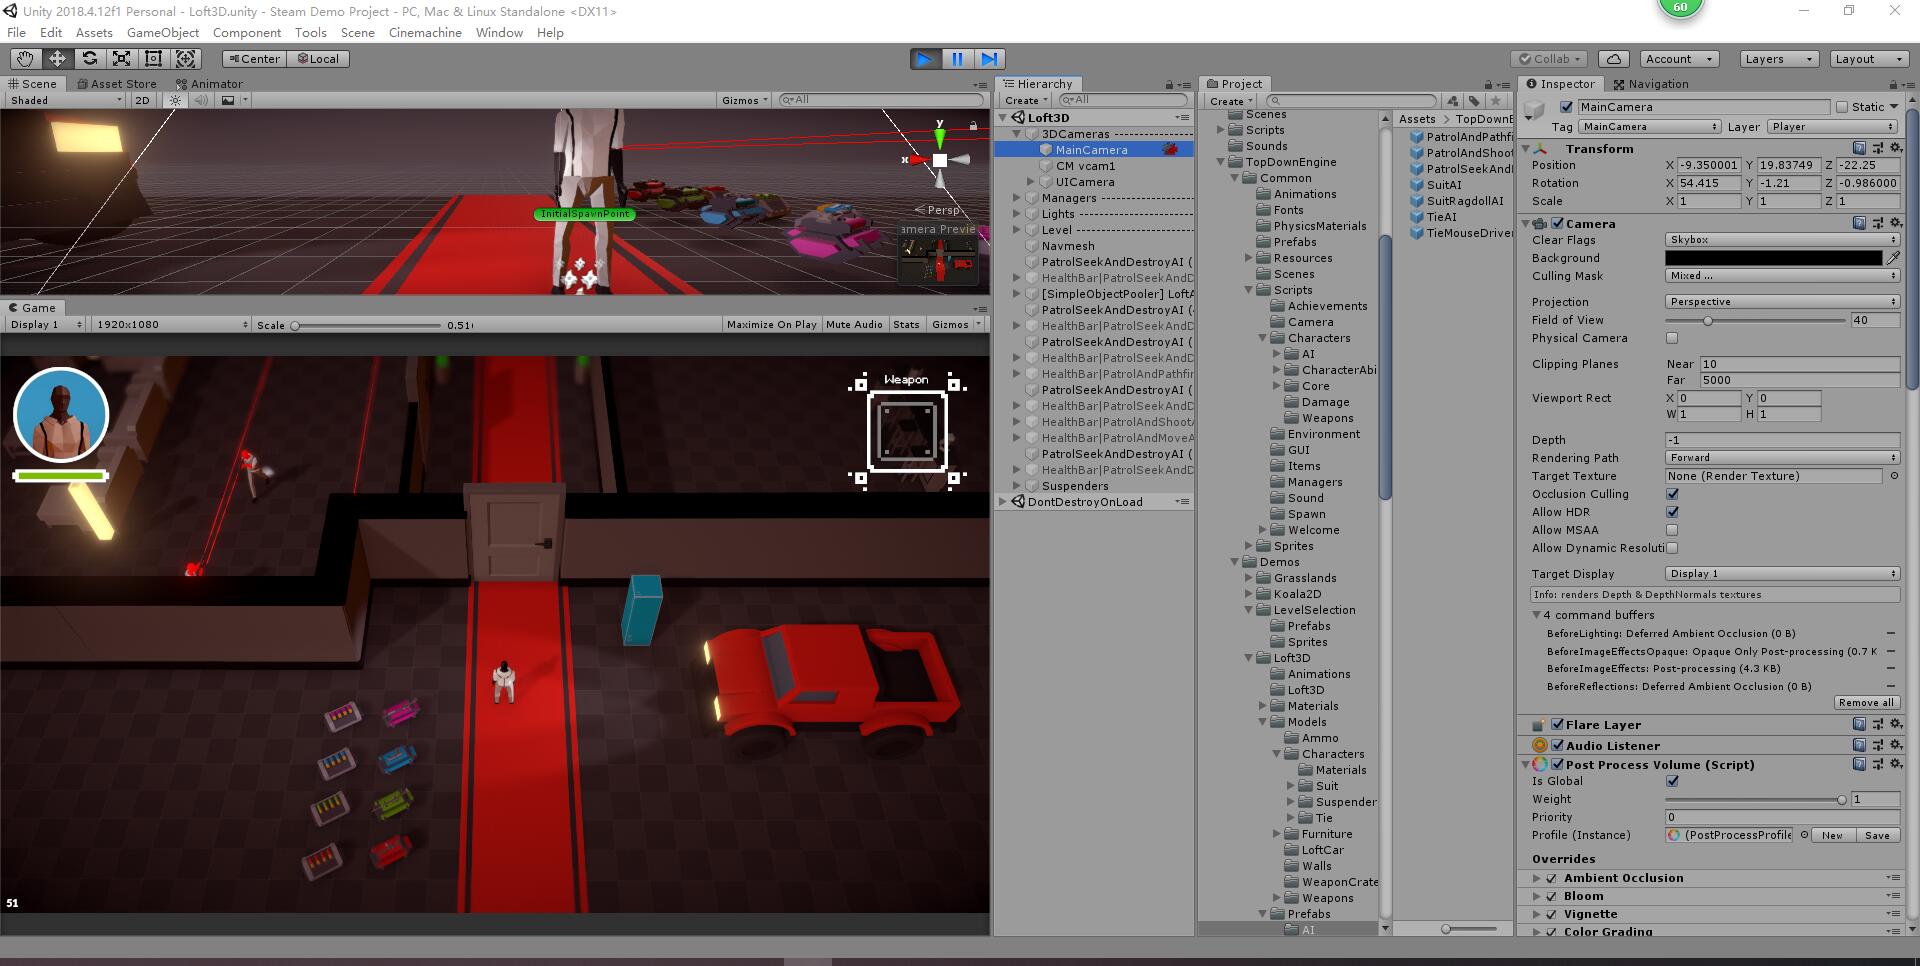 Unity 2018.4.12f1 Personal - Loft3D.unity - Steam Demo Project - PC, Mac & Linux Standalone <DX11>
60
File Edit Assets GameObject Component Tools Scene Cinemachine Window Help
Center Local
Collab Account Layers Layout
Scene Asset Store Animator
Shaded 2D Gizmos All
y
x
Persp
InitialSpawnPoint
amera Previe
Game
Display 1 1920x1080 Scale 0.51 Maximize On Play Mute Audio Stats Gizmos
Weapon
51
Hierarchy
Create All
Loft3D
3DCameras ----------
MainCamera
CM vcam1
UICamera
Managers ----------
Lights ----------
Level ----------
Navmesh
PatrolSeekAndDestroyAI (
HealthBar|PatrolSeekAndD
[SimpleObjectPooler] LoftA
PatrolSeekAndDestroyAI (
HealthBar|PatrolSeekAndD
PatrolSeekAndDestroyAI (
HealthBar|PatrolSeekAndD
HealthBar|PatrolAndPathfin
PatrolSeekAndDestroyAI (
HealthBar|PatrolSeekAndD
HealthBar|PatrolAndShootA
HealthBar|PatrolAndMoveA
PatrolSeekAndDestroyAI (
HealthBar|PatrolSeekAndD
Suspenders
DontDestroyOnLoad
Project
Create
Scenes
Scripts
Sounds
TopDownEngine
Common
Animations
Fonts
PhysicsMaterials
Prefabs
Resources
Scenes
Scripts
Achievements
Camera
Characters
AI
CharacterAbi
Core
Damage
Weapons
Environment
GUI
Items
Managers
Sound
Spawn
Welcome
Sprites
Demos
Grasslands
Koala2D
LevelSelection
Prefabs
Sprites
Loft3D
Animations
Loft3D
Materials
Models
Ammo
Characters
Materials
Suit
Suspender
Tie
Furniture
LoftCar
Walls
WeaponCrate
Weapons
Prefabs
AI
Assets > TopDownE
PatrolAndPathfi
PatrolAndShoot
PatrolSeekAndI
SuitAI
SuitRagdollAI
TieAI
TieMouseDriver
Inspector Navigation
MainCamera Static
Tag MainCamera Layer Player
Transform
Position X -9.350001 Y 19.83749 Z -22.25
Rotation X 54.415 Y -1.21 Z -0.986000
Scale X 1 Y 1 Z 1
Camera
Clear Flags Skybox
Background
Culling Mask Mixed ...
Projection Perspective
Field of View 40
Physical Camera
Clipping Planes Near 10
Far 5000
Viewport Rect X 0 Y 0
W 1 H 1
Depth -1
Rendering Path Forward
Target Texture None (Render Texture)
Occlusion Culling
Allow HDR
Allow MSAA
Allow Dynamic Resoluti
Target Display Display 1
Info: renders Depth & DepthNormals textures
4 command buffers
BeforeLighting: Deferred Ambient Occlusion (0 B)
BeforeImageEffectsOpaque: Opaque Only Post-processing (0.7 K
BeforeImageEffects: Post-processing (4.3 KB)
BeforeReflections: Deferred Ambient Occlusion (0 B)
Remove all
Flare Layer
Audio Listener
Post Process Volume (Script)
Is Global
Weight 1
Priority 0
Profile (Instance) (PostProcessProfile New Save
Overrides
Ambient Occlusion
Bloom
Vignette
Color Grading